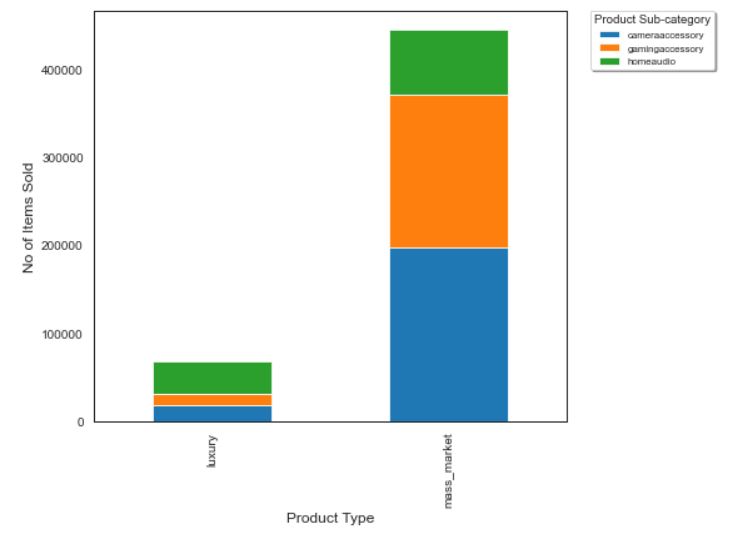 Product Sub-category
cameraaccessory
gamingaccessory
homeaudio
No of Items Sold
400000
300000
200000
100000
0
luxury
mass_market
Product Type